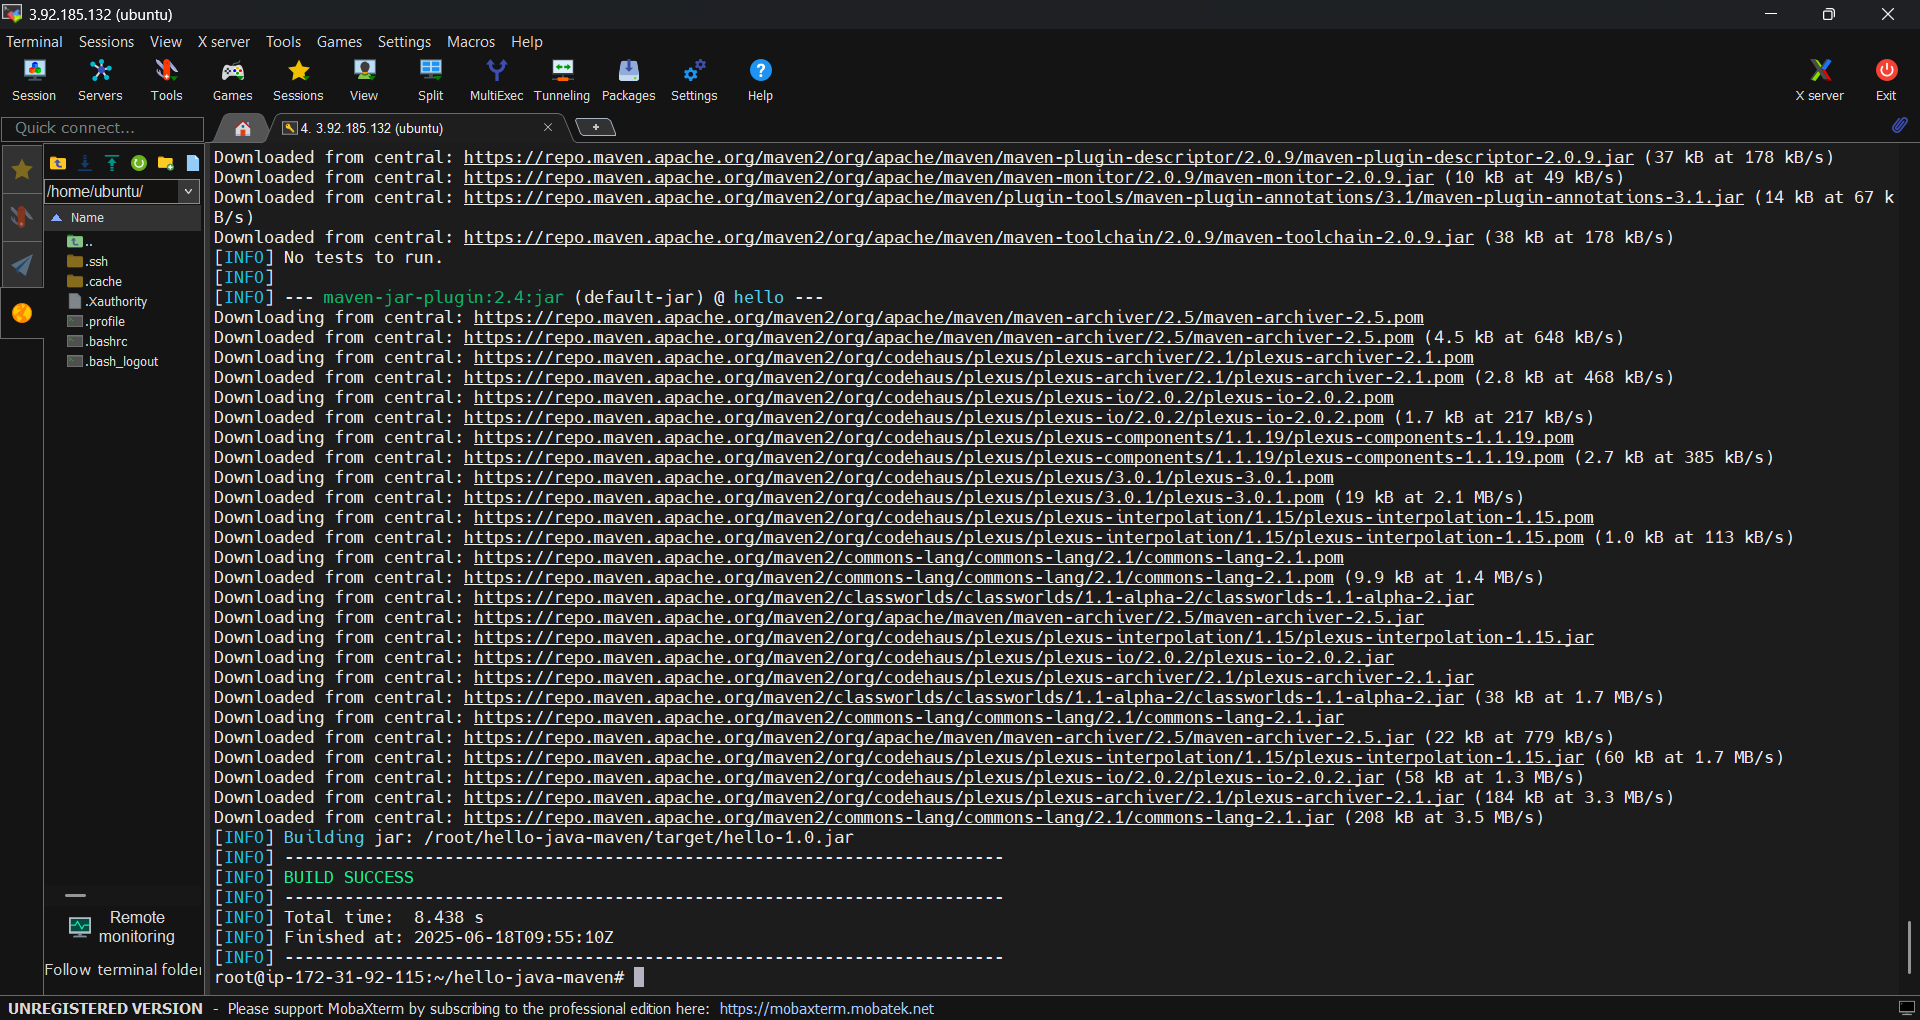 3.92.185.132 (ubuntu)
Terminal Sessions View X server Tools Games Settings Macros Help
Session Servers Tools Games Sessions View Split MultiExec Tunneling Packages Settings Help X server Exit
Quick connect...
4. 3.92.185.132 (ubuntu)
/home/ubuntu/
Name
..
.ssh
.cache
.Xauthority
.profile
.bashrc
.bash_logout
Remote
monitoring
Follow terminal folder
Downloaded from central: https://repo.maven.apache.org/maven2/org/apache/maven/maven-plugin-descriptor/2.0.9/maven-plugin-descriptor-2.0.9.jar (37 kB at 178 kB/s)
Downloaded from central: https://repo.maven.apache.org/maven2/org/apache/maven/maven-monitor/2.0.9/maven-monitor-2.0.9.jar (10 kB at 49 kB/s)
Downloaded from central: https://repo.maven.apache.org/maven2/org/apache/maven/plugin-tools/maven-plugin-annotations/3.1/maven-plugin-annotations-3.1.jar (14 kB at 67 k
B/s)
Downloaded from central: https://repo.maven.apache.org/maven2/org/apache/maven/maven-toolchain/2.0.9/maven-toolchain-2.0.9.jar (38 kB at 178 kB/s)
[INFO] No tests to run.
[INFO]
[INFO] --- maven-jar-plugin:2.4:jar (default-jar) @ hello ---
Downloading from central: https://repo.maven.apache.org/maven2/org/apache/maven/maven-archiver/2.5/maven-archiver-2.5.pom
Downloaded from central: https://repo.maven.apache.org/maven2/org/apache/maven/maven-archiver/2.5/maven-archiver-2.5.pom (4.5 kB at 648 kB/s)
Downloading from central: https://repo.maven.apache.org/maven2/org/codehaus/plexus/plexus-archiver/2.1/plexus-archiver-2.1.pom
Downloaded from central: https://repo.maven.apache.org/maven2/org/codehaus/plexus/plexus-archiver/2.1/plexus-archiver-2.1.pom (2.8 kB at 468 kB/s)
Downloading from central: https://repo.maven.apache.org/maven2/org/codehaus/plexus/plexus-io/2.0.2/plexus-io-2.0.2.pom
Downloaded from central: https://repo.maven.apache.org/maven2/org/codehaus/plexus/plexus-io/2.0.2/plexus-io-2.0.2.pom (1.7 kB at 217 kB/s)
Downloading from central: https://repo.maven.apache.org/maven2/org/codehaus/plexus/plexus-components/1.1.19/plexus-components-1.1.19.pom
Downloaded from central: https://repo.maven.apache.org/maven2/org/codehaus/plexus/plexus-components/1.1.19/plexus-components-1.1.19.pom (2.7 kB at 385 kB/s)
Downloading from central: https://repo.maven.apache.org/maven2/org/codehaus/plexus/plexus/3.0.1/plexus-3.0.1.pom
Downloaded from central: https://repo.maven.apache.org/maven2/org/codehaus/plexus/plexus/3.0.1/plexus-3.0.1.pom (19 kB at 2.1 MB/s)
Downloading from central: https://repo.maven.apache.org/maven2/org/codehaus/plexus/plexus-interpolation/1.15/plexus-interpolation-1.15.pom
Downloaded from central: https://repo.maven.apache.org/maven2/org/codehaus/plexus/plexus-interpolation/1.15/plexus-interpolation-1.15.pom (1.0 kB at 113 kB/s)
Downloading from central: https://repo.maven.apache.org/maven2/commons-lang/commons-lang/2.1/commons-lang-2.1.pom
Downloaded from central: https://repo.maven.apache.org/maven2/commons-lang/commons-lang/2.1/commons-lang-2.1.pom (9.9 kB at 1.4 MB/s)
Downloading from central: https://repo.maven.apache.org/maven2/classworlds/classworlds/1.1-alpha-2/classworlds-1.1-alpha-2.jar
Downloading from central: https://repo.maven.apache.org/maven2/org/apache/maven/maven-archiver/2.5/maven-archiver-2.5.jar
Downloading from central: https://repo.maven.apache.org/maven2/org/codehaus/plexus/plexus-interpolation/1.15/plexus-interpolation-1.15.jar
Downloading from central: https://repo.maven.apache.org/maven2/org/codehaus/plexus/plexus-io/2.0.2/plexus-io-2.0.2.jar
Downloading from central: https://repo.maven.apache.org/maven2/org/codehaus/plexus/plexus-archiver/2.1/plexus-archiver-2.1.jar
Downloaded from central: https://repo.maven.apache.org/maven2/classworlds/classworlds/1.1-alpha-2/classworlds-1.1-alpha-2.jar (38 kB at 1.7 MB/s)
Downloading from central: https://repo.maven.apache.org/maven2/commons-lang/commons-lang/2.1/commons-lang-2.1.jar
Downloaded from central: https://repo.maven.apache.org/maven2/org/apache/maven/maven-archiver/2.5/maven-archiver-2.5.jar (22 kB at 779 kB/s)
Downloaded from central: https://repo.maven.apache.org/maven2/org/codehaus/plexus/plexus-interpolation/1.15/plexus-interpolation-1.15.jar (60 kB at 1.7 MB/s)
Downloaded from central: https://repo.maven.apache.org/maven2/org/codehaus/plexus/plexus-io/2.0.2/plexus-io-2.0.2.jar (58 kB at 1.3 MB/s)
Downloaded from central: https://repo.maven.apache.org/maven2/org/codehaus/plexus/plexus-archiver/2.1/plexus-archiver-2.1.jar (184 kB at 3.3 MB/s)
Downloaded from central: https://repo.maven.apache.org/maven2/commons-lang/commons-lang/2.1/commons-lang-2.1.jar (208 kB at 3.5 MB/s)
[INFO] Building jar: /root/hello-java-maven/target/hello-1.0.jar
[INFO] ------------------------------------------------------------------------
[INFO] BUILD SUCCESS
[INFO] ------------------------------------------------------------------------
[INFO] Total time:  8.438 s
[INFO] Finished at: 2025-06-18T09:55:10Z
[INFO] ------------------------------------------------------------------------
root@ip-172-31-92-115:~/hello-java-maven#
UNREGISTERED VERSION - Please support MobaXterm by subscribing to the professional edition here: https://mobaxterm.mobatek.net